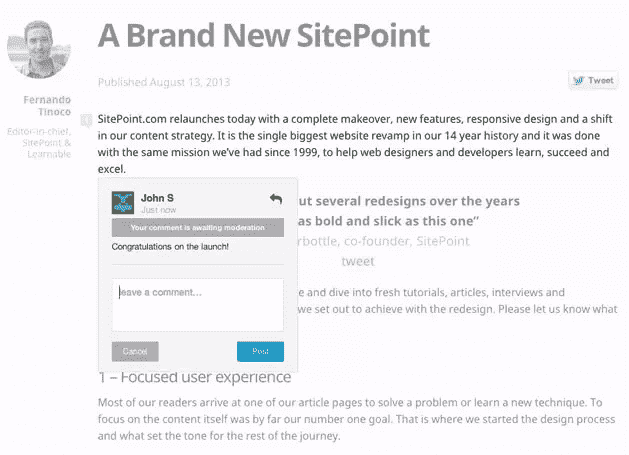 A Brand New SitePoint
Published August 13, 2013
Tweet
Fernando
Tinoco
Editor-in-chief,
SitePoint &
Learnable
SitePoint.com relaunches today with a complete makeover, new features, responsive design and a shift
in our content strategy. It is the single biggest website revamp in our 14 year history and it was done
with the same mission we've had since 1999, to help web designers and developers learn, succeed and
excel.
ut several redesigns over the years
as bold and slick as this one”
rbottle, co-founder, SitePoint
tweet
John S
Just now
Your comment is awaiting moderation
Congratulations on the launch!
leave a comment...
Cancel
Post
e and dive into fresh tutorials, articles, interviews and
we set out to achieve with the redesign. Please let us know what
1 – Focused user experience
Most of our readers arrive at one of our article pages to solve a problem or learn a new technique. To
focus on the content itself was by far our number one goal. That is where we started the design process
and what set the tone for the rest of the journey.